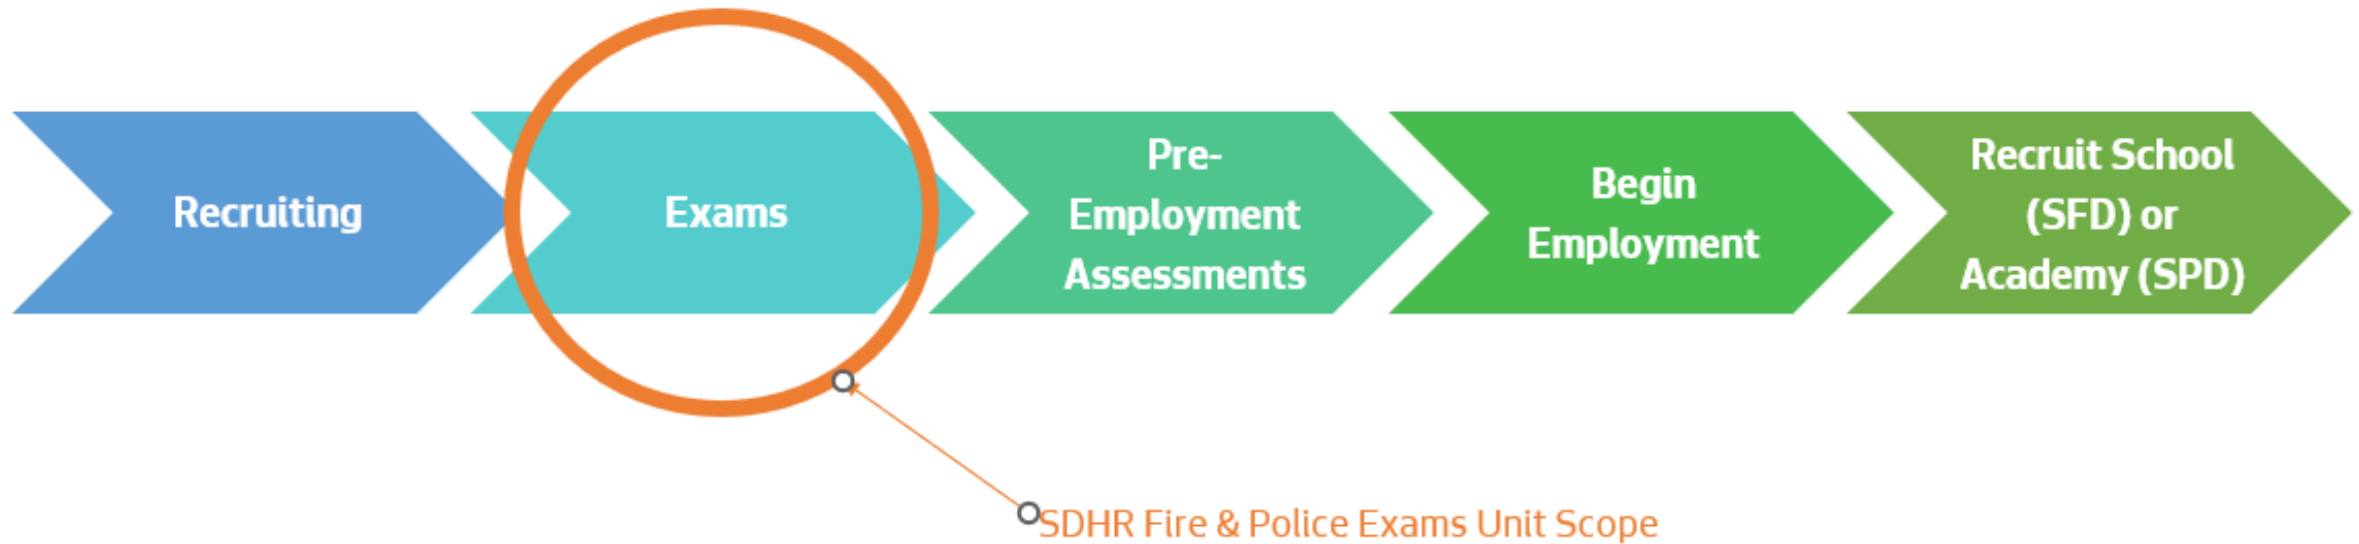 Recruiting
Exams
Pre-
Employment
Assessments
Begin
Employment
Recruit School
(SFD) or
Academy (SPD)
SDHR Fire & Police Exams Unit Scope